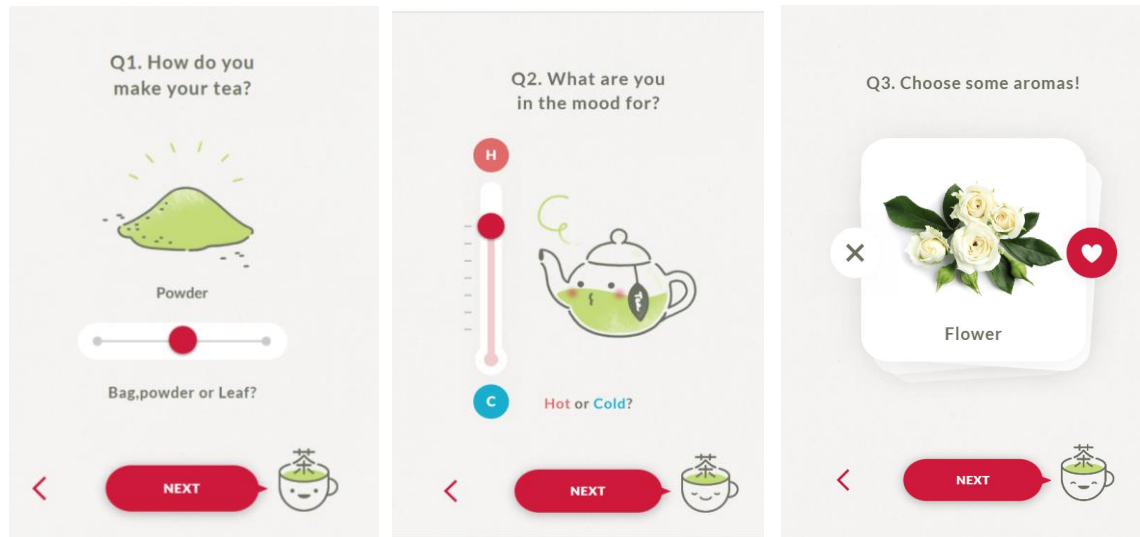 Q1. How do you
make your tea?
Powder
Bag,powder or Leaf?
NEXT
茶
Q2. What are you
in the mood for?
H
Tea
C
Hot or Cold?
NEXT
茶
Q3. Choose some aromas!
Flower
NEXT
茶